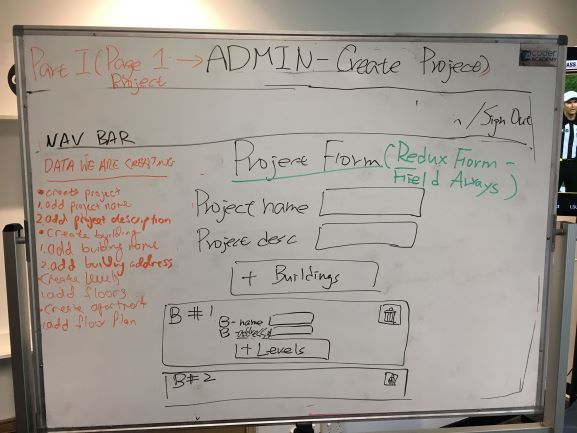 Part I (Page 1 → ADMIN - Create Project)
Project
coder
ACADEMY
ASS
/Sign Out
NAV BAR
DATA WE ARE CREATING
• create project
1. add project name
2. add project description
• Create building
1. add building name
2. add building address
• Create Levels
1. add floors
• Create apartment
1. add floor plan
Project Form (Redux Form -
Field Arrays)
Project name
Project desc
+ Buildings
B #1
B-name
B-address
+ Levels
B#2